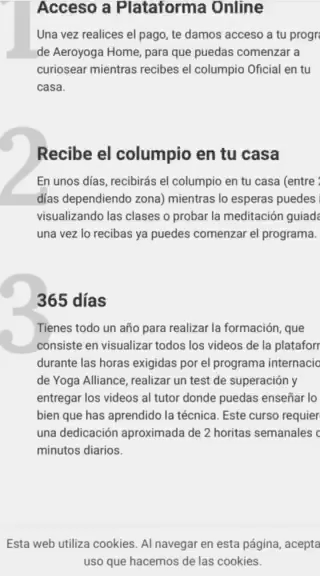 1
Acceso a Plataforma Online
Una vez realices el pago, te damos acceso a tu progra
de Aeroyoga Home, para que puedas comenzar a
curiosear mientras recibes el columpio Oficial en tu
casa.
2
Recibe el columpio en tu casa
En unos días, recibirás el columpio en tu casa (entre
días dependiendo zona) mientras lo esperas puedes
visualizando las clases o probar la meditación guiada
una vez lo recibas ya puedes comenzar el programa.
3
365 días
Tienes todo un año para realizar la formación, que
consiste en visualizar todos los videos de la platafor
durante las horas exigidas por el programa internacio
de Yoga Alliance, realizar un test de superación y
entregar los videos al tutor donde puedas enseñar lo
bien que has aprendido la técnica. Este curso requier
una dedicación aproximada de 2 horitas semanales
minutos diarios.
Esta web utiliza cookies. Al navegar en esta página, acepta
uso que hacemos de las cookies.